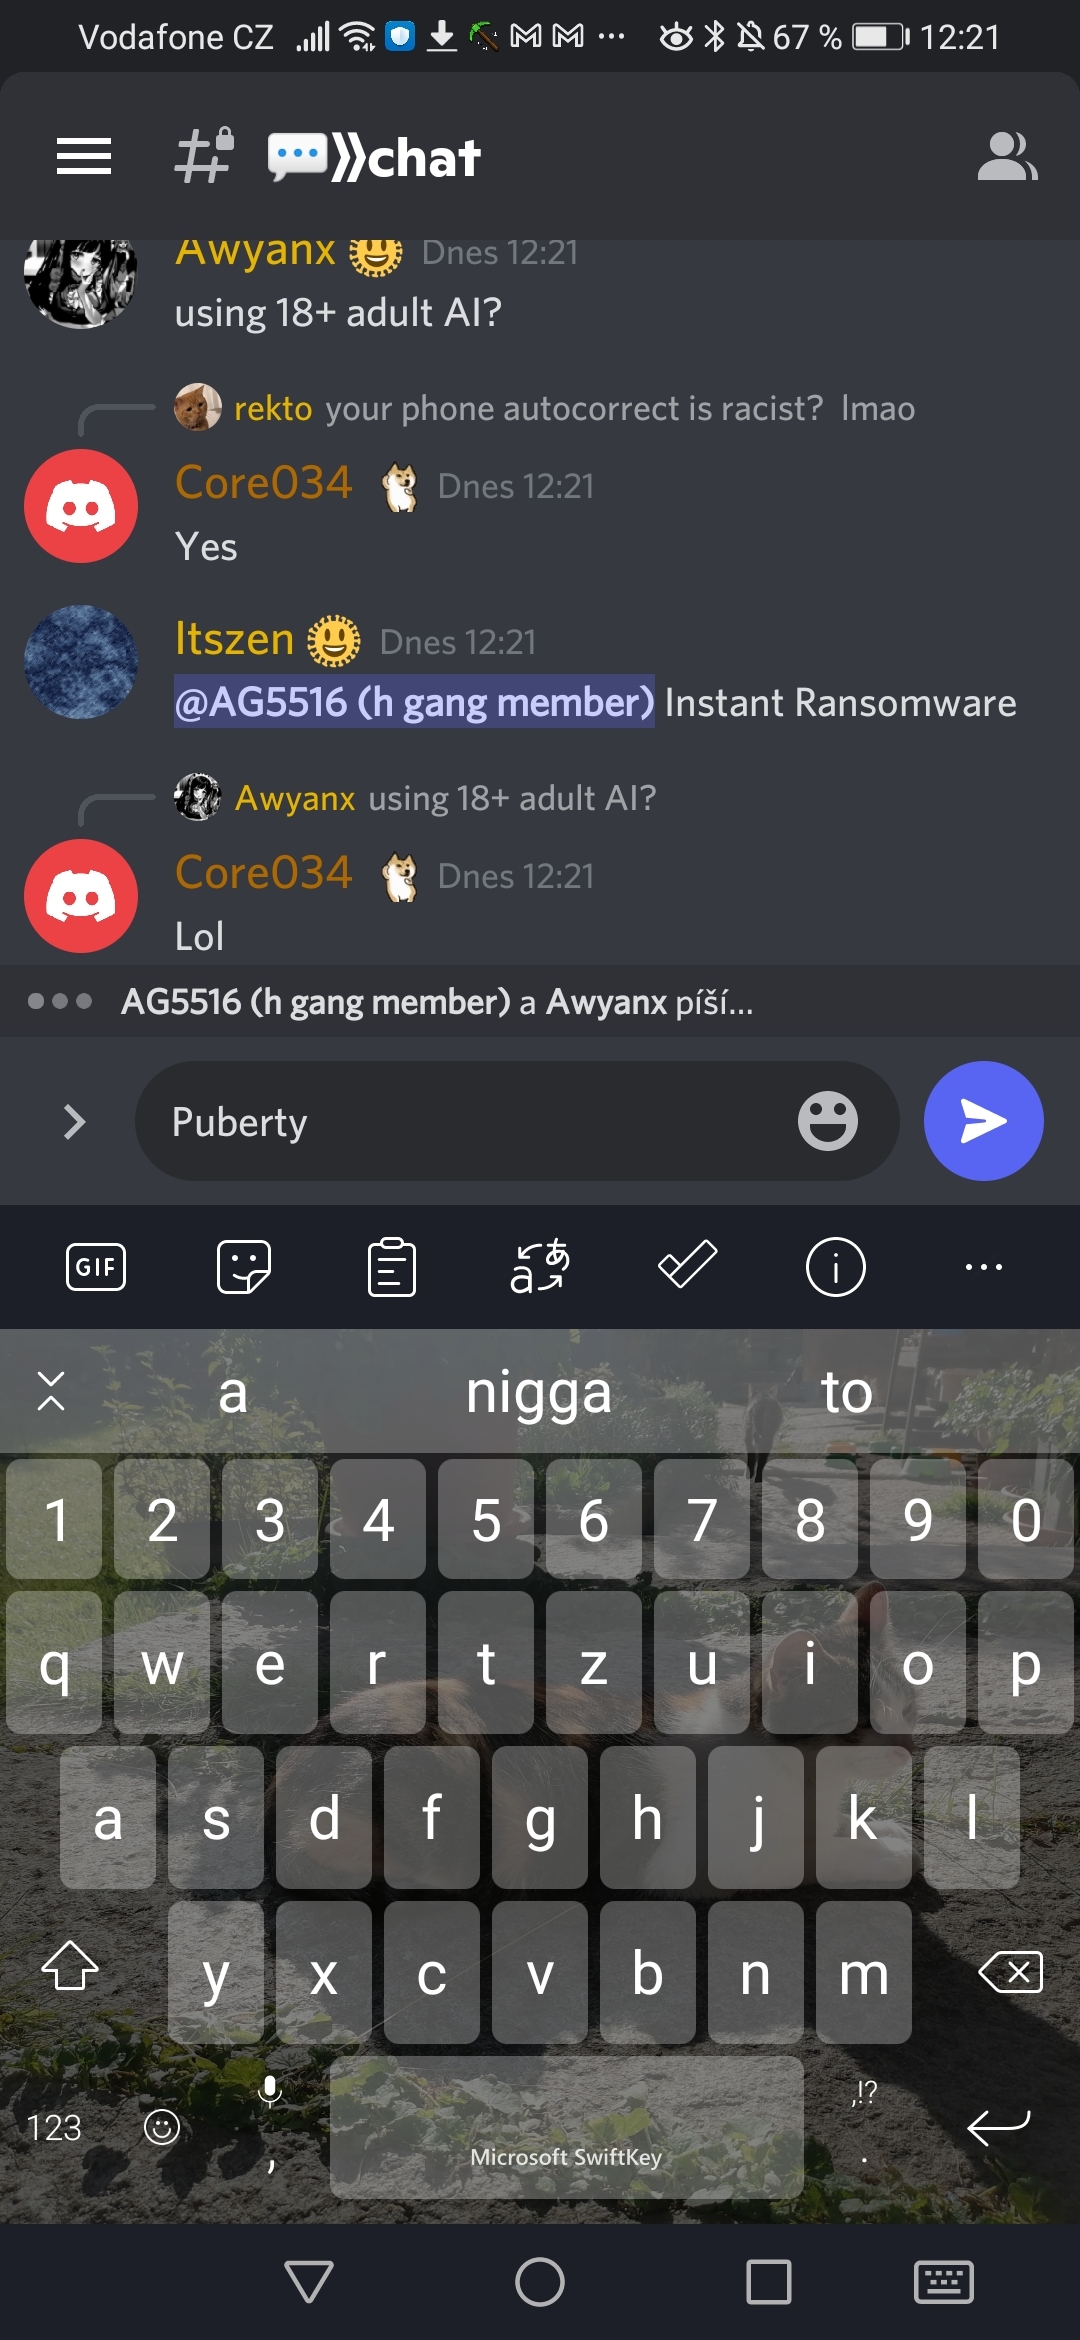 Vodafone CZ 67 % 12:21
chat
Awyanx Dnes 12:21
using 18+ adult AI?
rekto your phone autocorrect is racist? lmao
Core034 Dnes 12:21
Yes
Itszen Dnes 12:21
@AG5516 (h gang member) Instant Ransomware
Awyanx using 18+ adult AI?
Core034 Dnes 12:21
Lol
AG5516 (h gang member) a Awyanx píší...
Puberty
GIF a あ i
a nigga to
1 2 3 4 5 6 7 8 9 0
q w e r t z u i o p
a s d f g h j k l
y x c v b n m
123 , Microsoft SwiftKey ,!? .